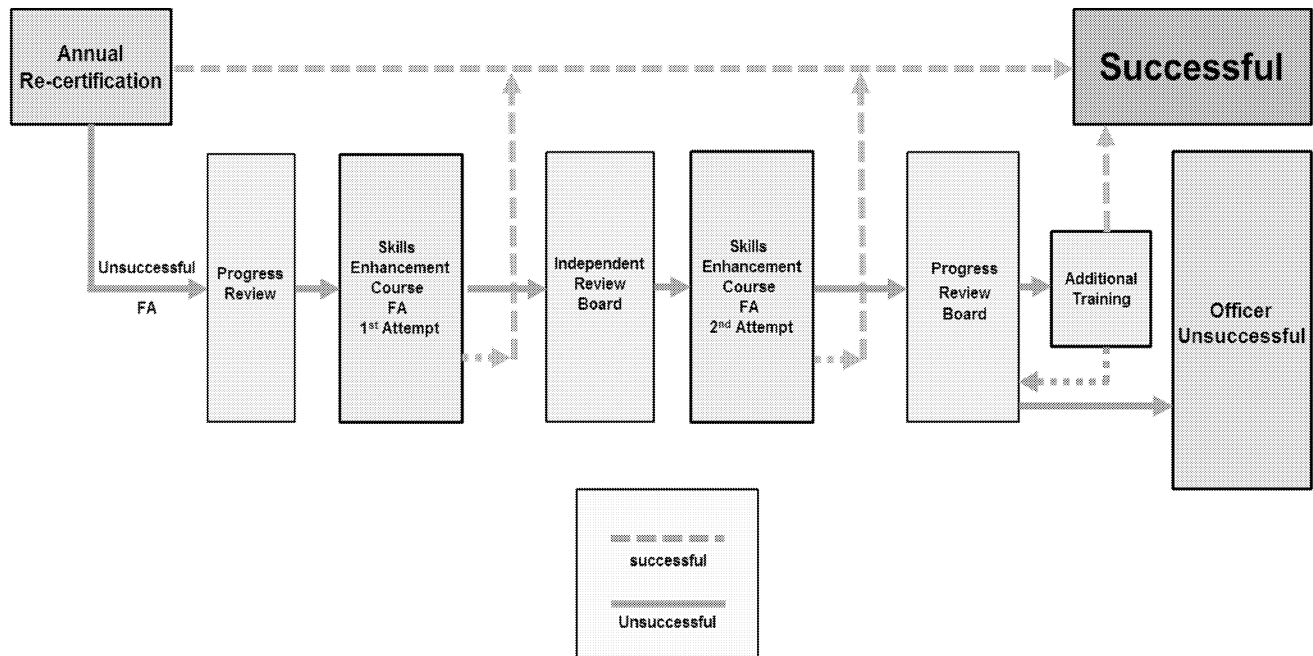 Annual
Re-certification
Successful
Unsuccessful
FA
Progress
Review
Skills
Enhancement
Course
FA
1st Attempt
Independent
Review
Board
Skills
Enhancement
Course
FA
2nd Attempt
Progress
Review
Board
Additional
Training
Officer
Unsuccessful
successful
Unsuccessful